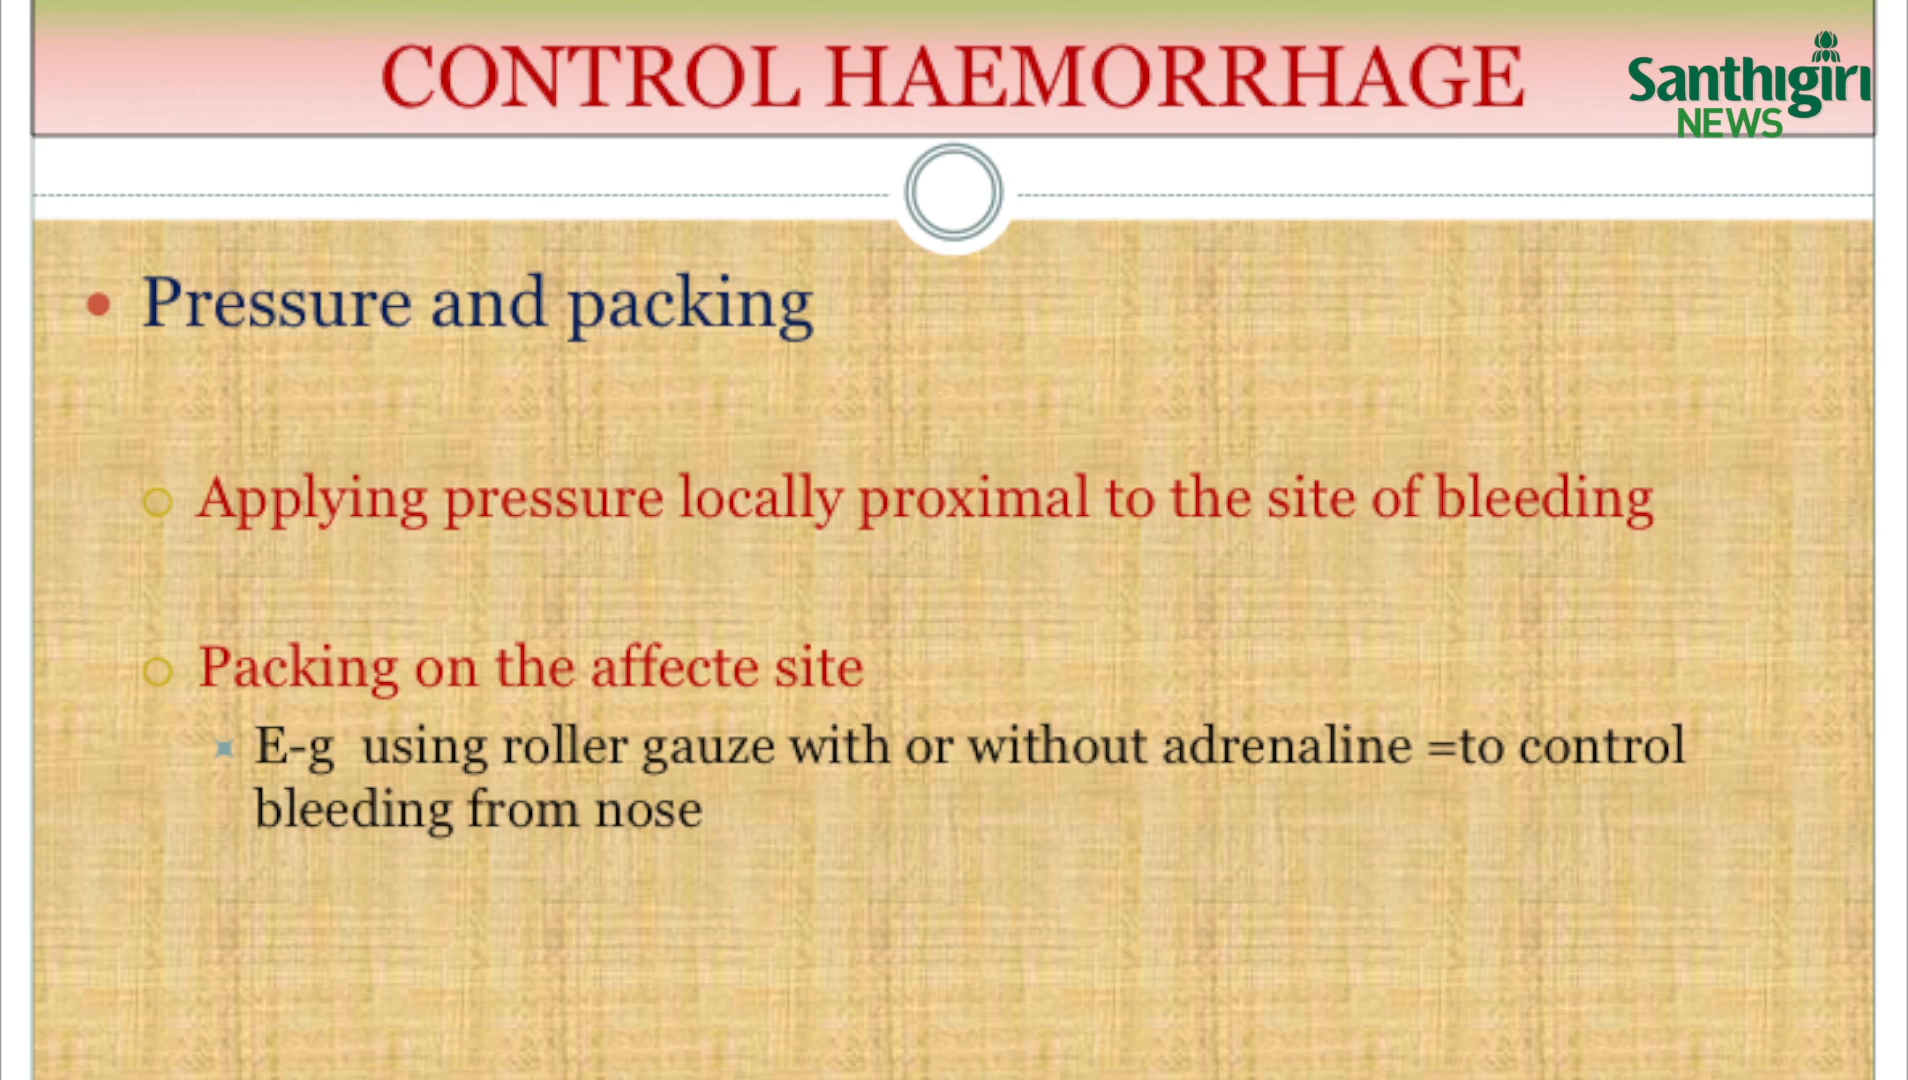 CONTROL HAEMORRHAGE
Santhigiri
NEWS
Pressure and packing
Applying pressure locally proximal to the site of bleeding
Packing on the affecte site
E-g  using roller gauze with or without adrenaline =to control
bleeding from nose